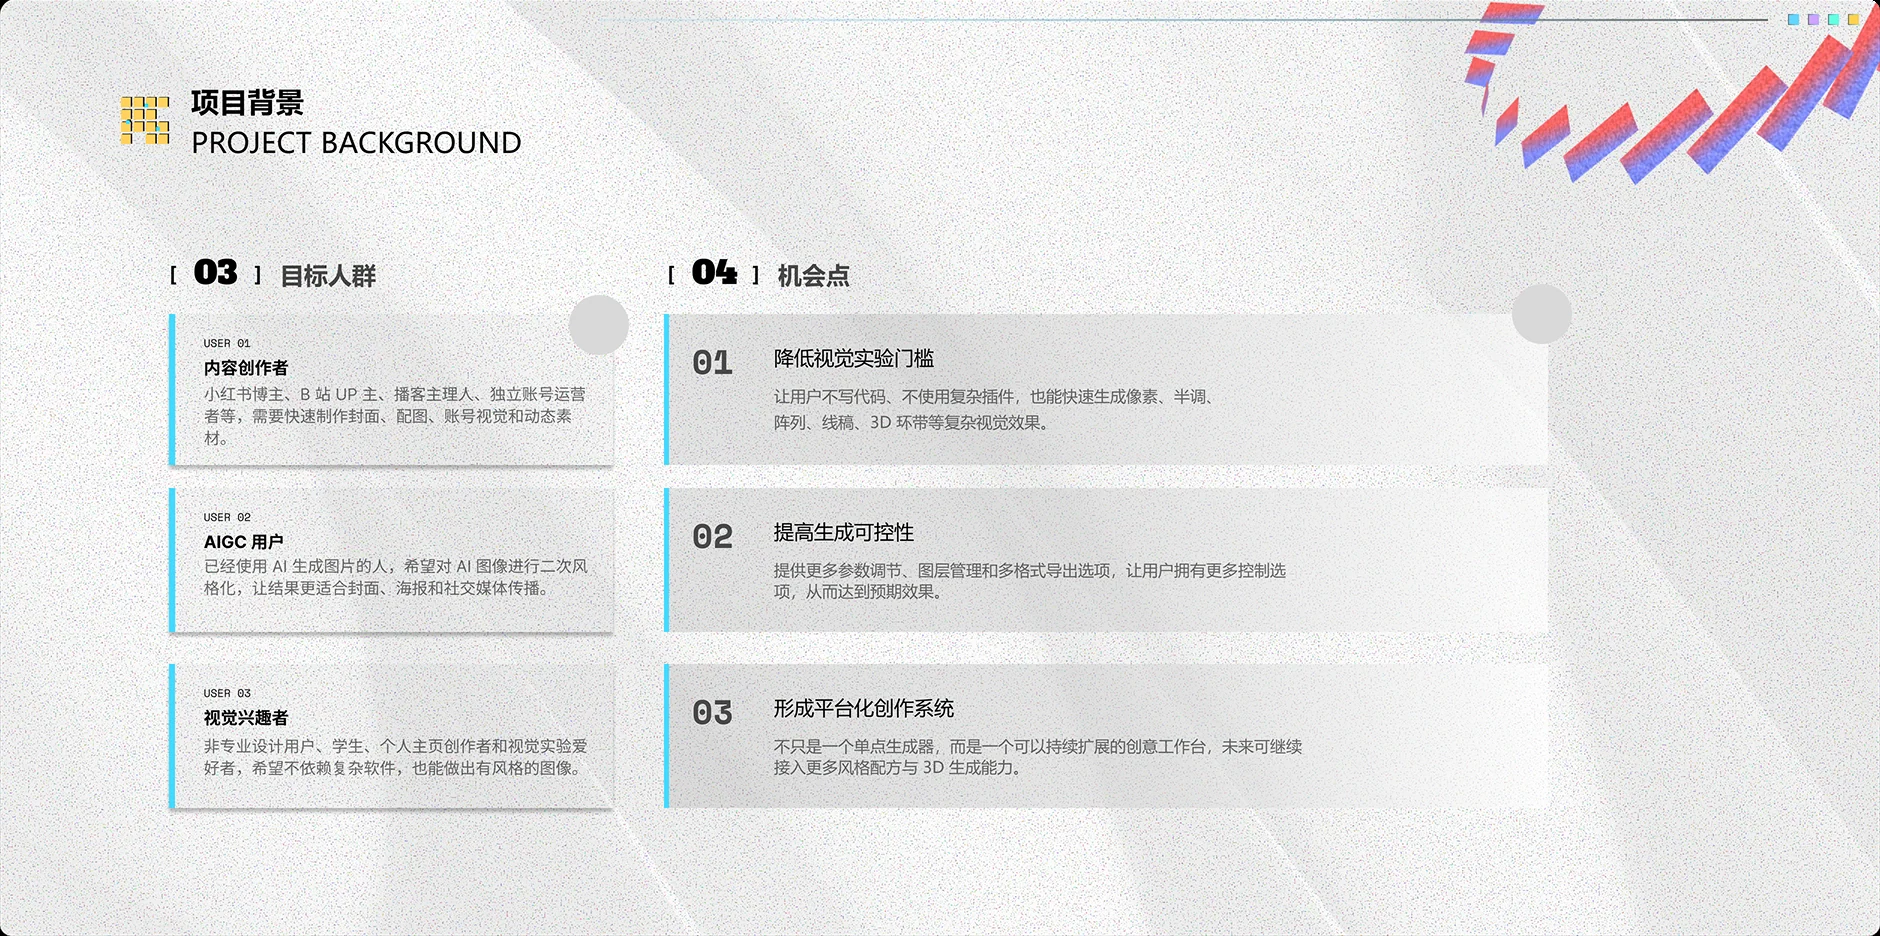 项目背景
PROJECT BACKGROUND
[ 03 ] 目标人群
USER 01
内容创作者
小红书博主、B 站 UP 主、播客主理人、独立账号运营
者等，需要快速制作封面、配图、账号视觉和动态素
材。
USER 02
AIGC 用户
已经使用 AI 生成图片的人，希望对 AI 图像进行二次风
格化，让结果更适合封面、海报和社交媒体传播。
USER 03
视觉兴趣者
非专业设计用户、学生、个人主页创作者和视觉实验爱
好者，希望不依赖复杂软件，也能做出有风格的图像。
[ 04 ] 机会点
01
降低视觉实验门槛
让用户不写代码、不使用复杂插件，也能快速生成像素、半调、
阵列、线稿、3D 环带等复杂视觉效果。
02
提高生成可控性
提供更多参数调节、图层管理和多格式导出选项，让用户拥有更多控制选
项，从而达到预期效果。
03
形成平台化创作系统
不只是一个单点生成器，而是一个可以持续扩展的创意工作台，未来可继续
接入更多风格配方与 3D 生成能力。